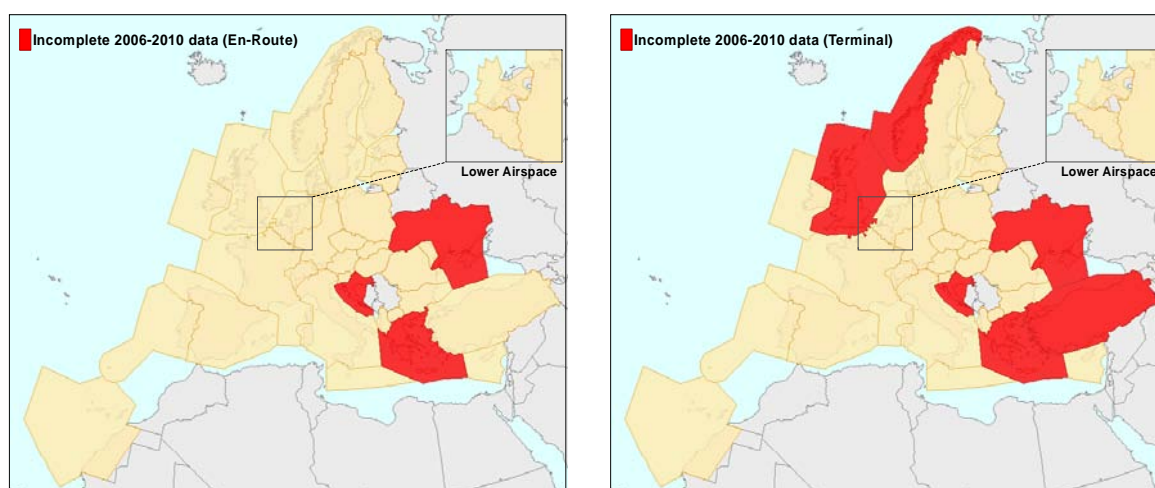 Incomplete 2006-2010 data (En-Route)
Lower Airspace
Incomplete 2006-2010 data (Terminal)
Lower Airspace